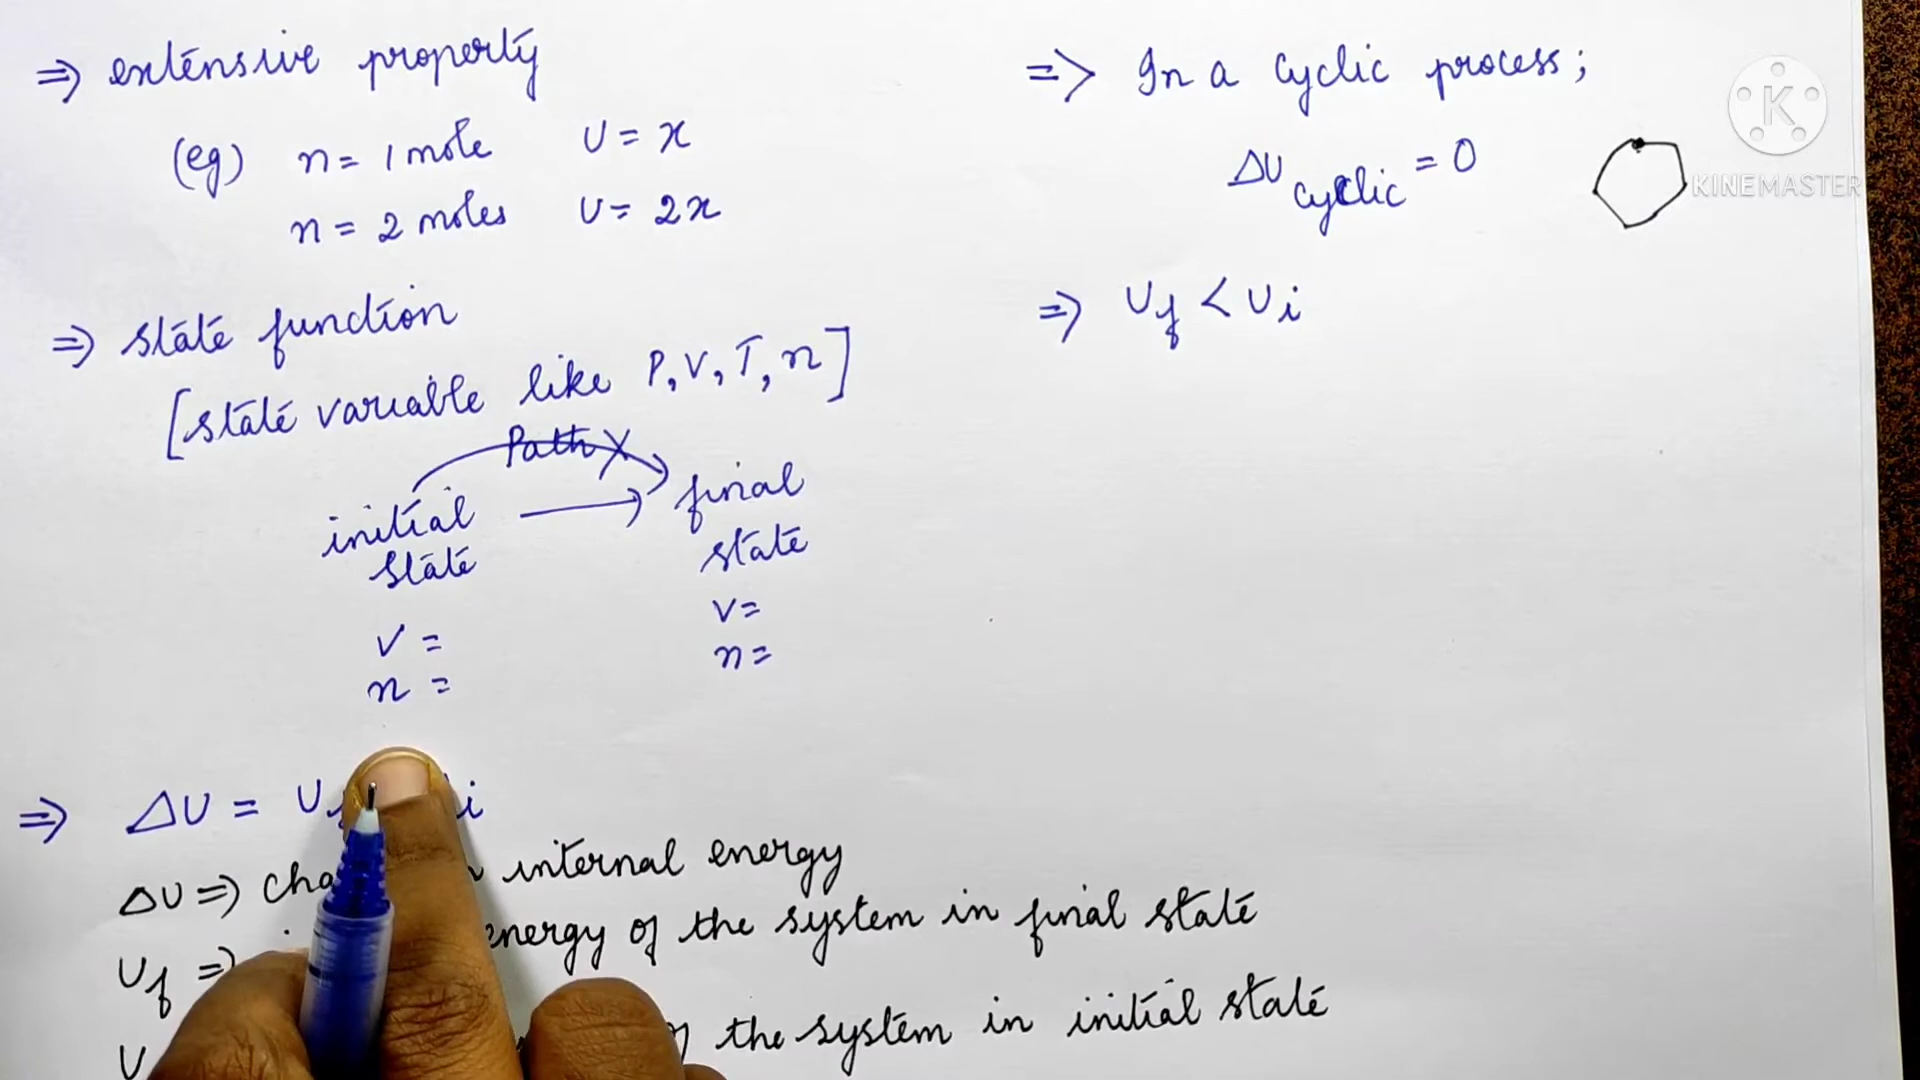 ⇒ extensive property
(eg) n = 1 mole U = x
n = 2 moles U = 2x
⇒ state function
[state variable like P, V, T, n]
Path X
initial → final
state state
V = V =
n = n =
⇒ ΔU = U i
ΔU ⇒ internal energy
Uf ⇒ energy of the system in final state
U the system in initial state
⇒ In a cyclic process;
ΔU cyclic = 0
⇒ Uf < Ui
K
KINEMASTER